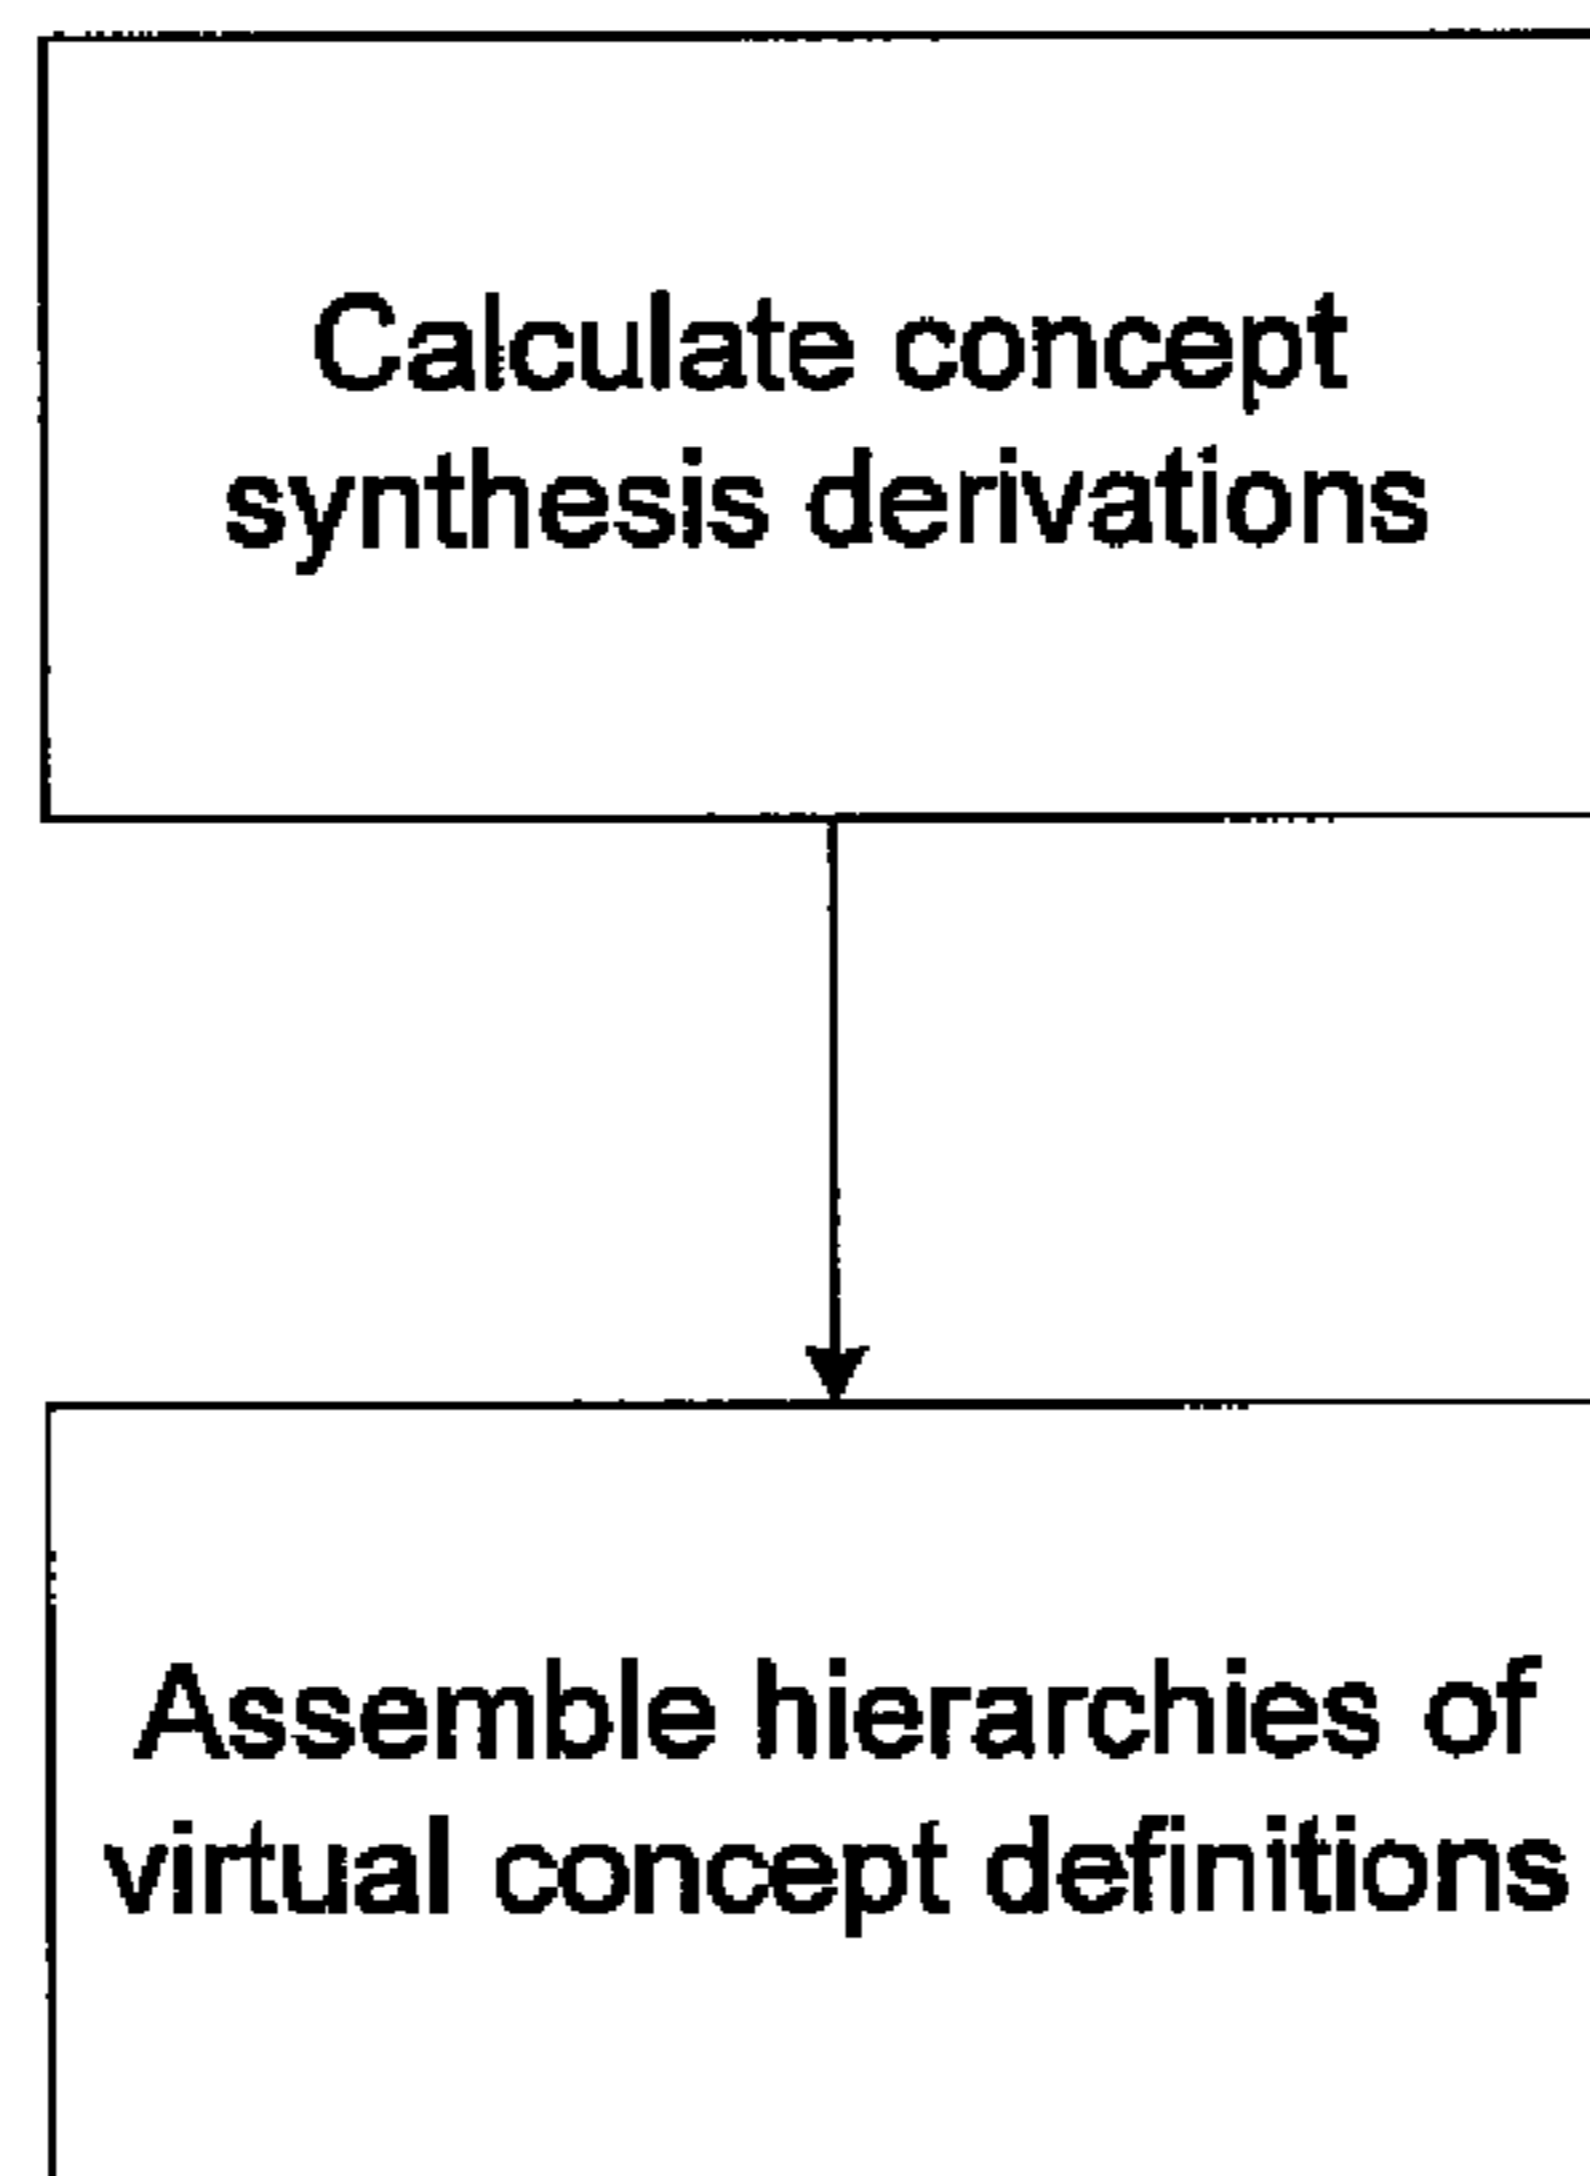 Calculate concept
synthesis derivations
Assemble hierarchies of
virtual concept definitions